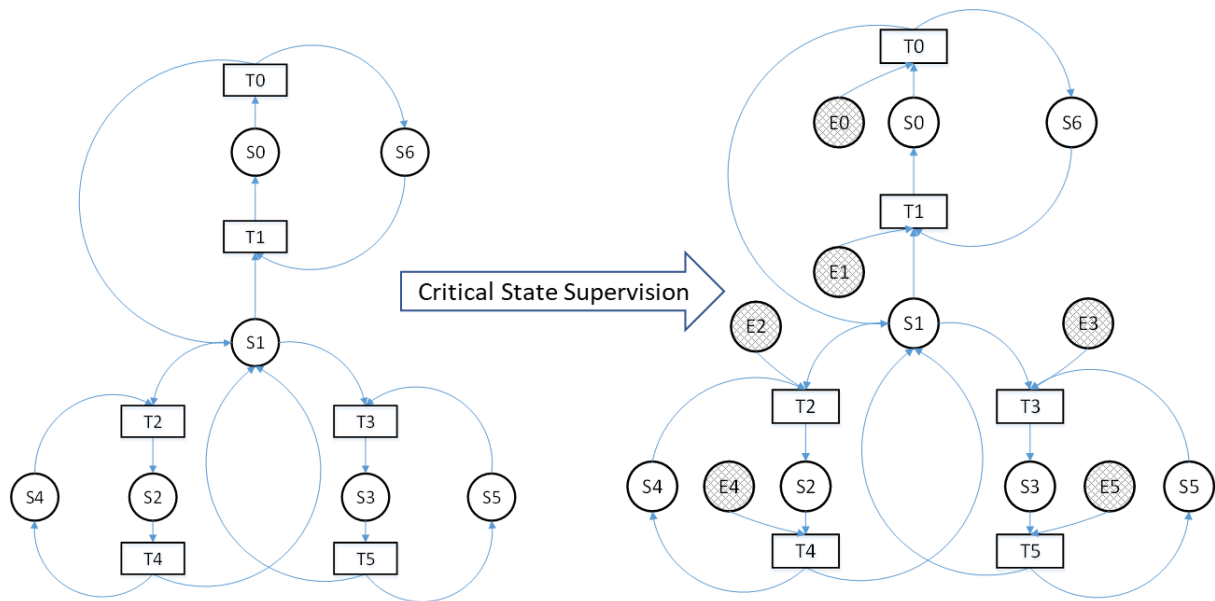 T0
S0
S6
T1
S1
T2
T3
S4
S2
S3
S5
T4
T5
Critical State Supervision
T0
E0
S0
S6
T1
E1
E2
S1
E3
T2
T3
S4
E4
S2
S3
E5
S5
T4
T5